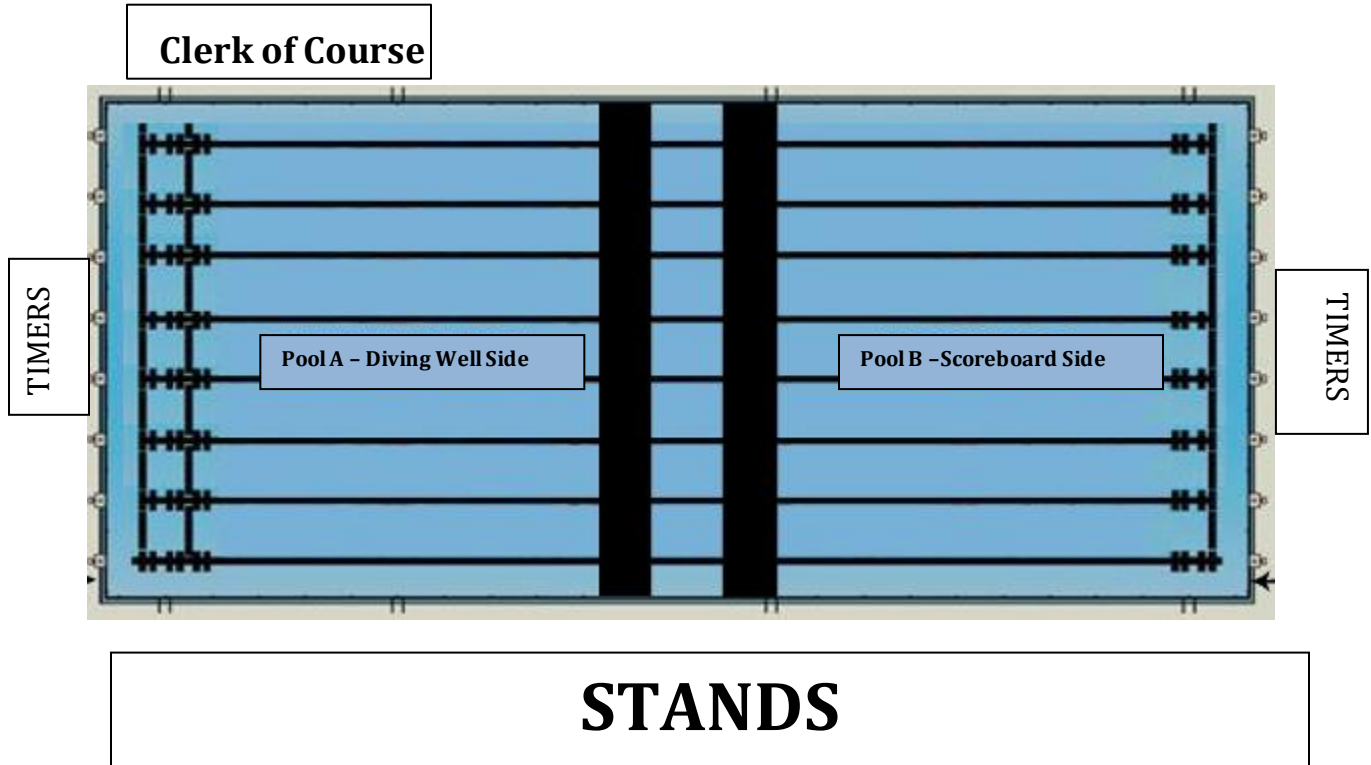 Clerk of Course
TIMERS
Pool A – Diving Well Side
Pool B –Scoreboard Side
TIMERS
STANDS